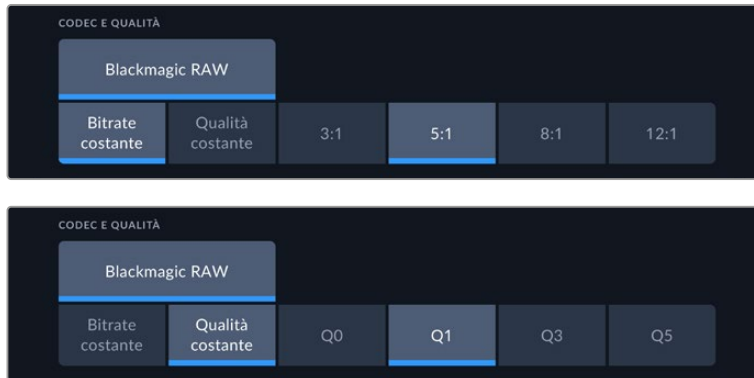 CODEC E QUALITÀ
Blackmagic RAW
Bitrate costante
Qualità costante
3:1
5:1
8:1
12:1
CODEC E QUALITÀ
Blackmagic RAW
Bitrate costante
Qualità costante
Q0
Q1
Q3
Q5